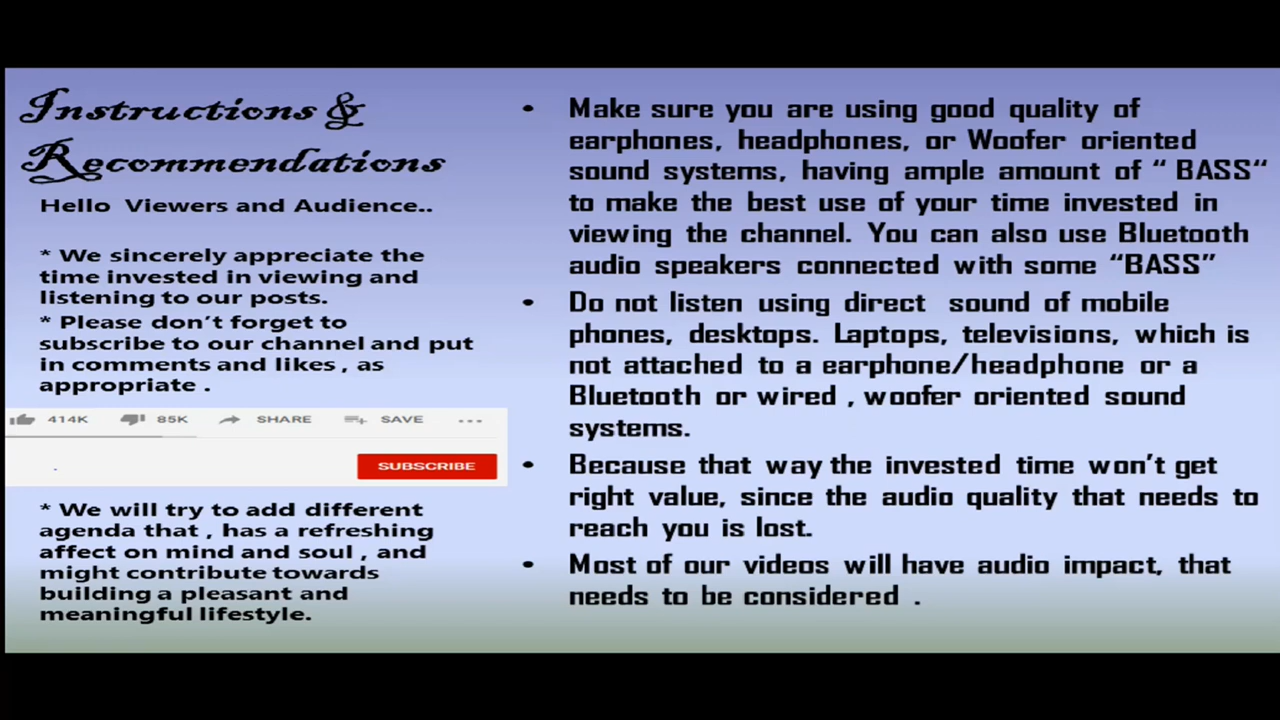 Instructions &
Recommendations
Hello Viewers and Audience..
* We sincerely appreciate the
time invested in viewing and
listening to our posts.
* Please don't forget to
subscribe to our channel and put
in comments and likes , as
appropriate .
414K 85K SHARE SAVE ...
SUBSCRIBE
* We will try to add different
agenda that , has a refreshing
affect on mind and soul , and
might contribute towards
building a pleasant and
meaningful lifestyle.
• Make sure you are using good quality of
earphones, headphones, or Woofer oriented
sound systems, having ample amount of “ BASS“
to make the best use of your time invested in
viewing the channel. You can also use Bluetooth
audio speakers connected with some “BASS”
• Do not listen using direct sound of mobile
phones, desktops. Laptops, televisions, which is
not attached to a earphone/headphone or a
Bluetooth or wired , woofer oriented sound
systems.
• Because that way the invested time won't get
right value, since the audio quality that needs to
reach you is lost.
• Most of our videos will have audio impact, that
needs to be considered .